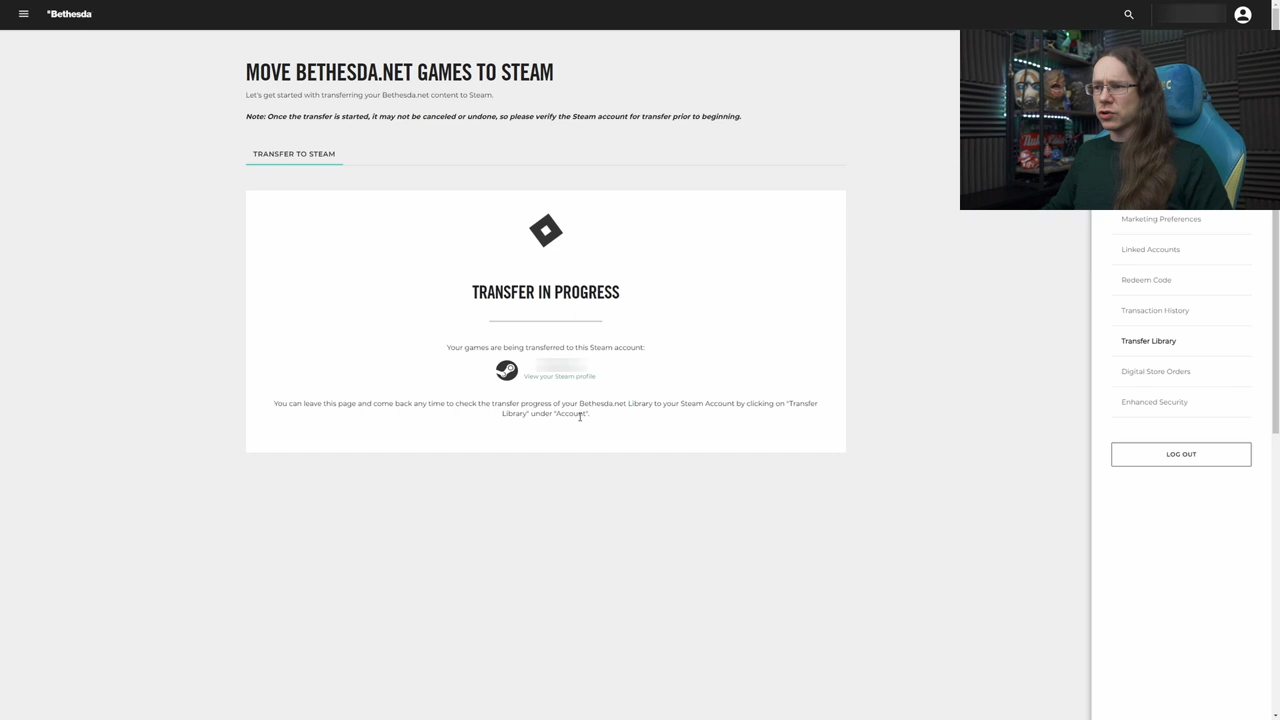 Bethesda
MOVE BETHESDA.NET GAMES TO STEAM
Let's get started with transferring your Bethesda.net content to Steam.
Note: Once the transfer is started, it may not be canceled or undone, so please verify the Steam account for transfer prior to beginning.
TRANSFER TO STEAM
TRANSFER IN PROGRESS
Your games are being transferred to this Steam account:
View your Steam profile
You can leave this page and come back any time to check the transfer progress of your Bethesda.net Library to your Steam Account by clicking on "Transfer
Library" under "Account".
Marketing Preferences
Linked Accounts
Redeem Code
Transaction History
Transfer Library
Digital Store Orders
Enhanced Security
LOG OUT